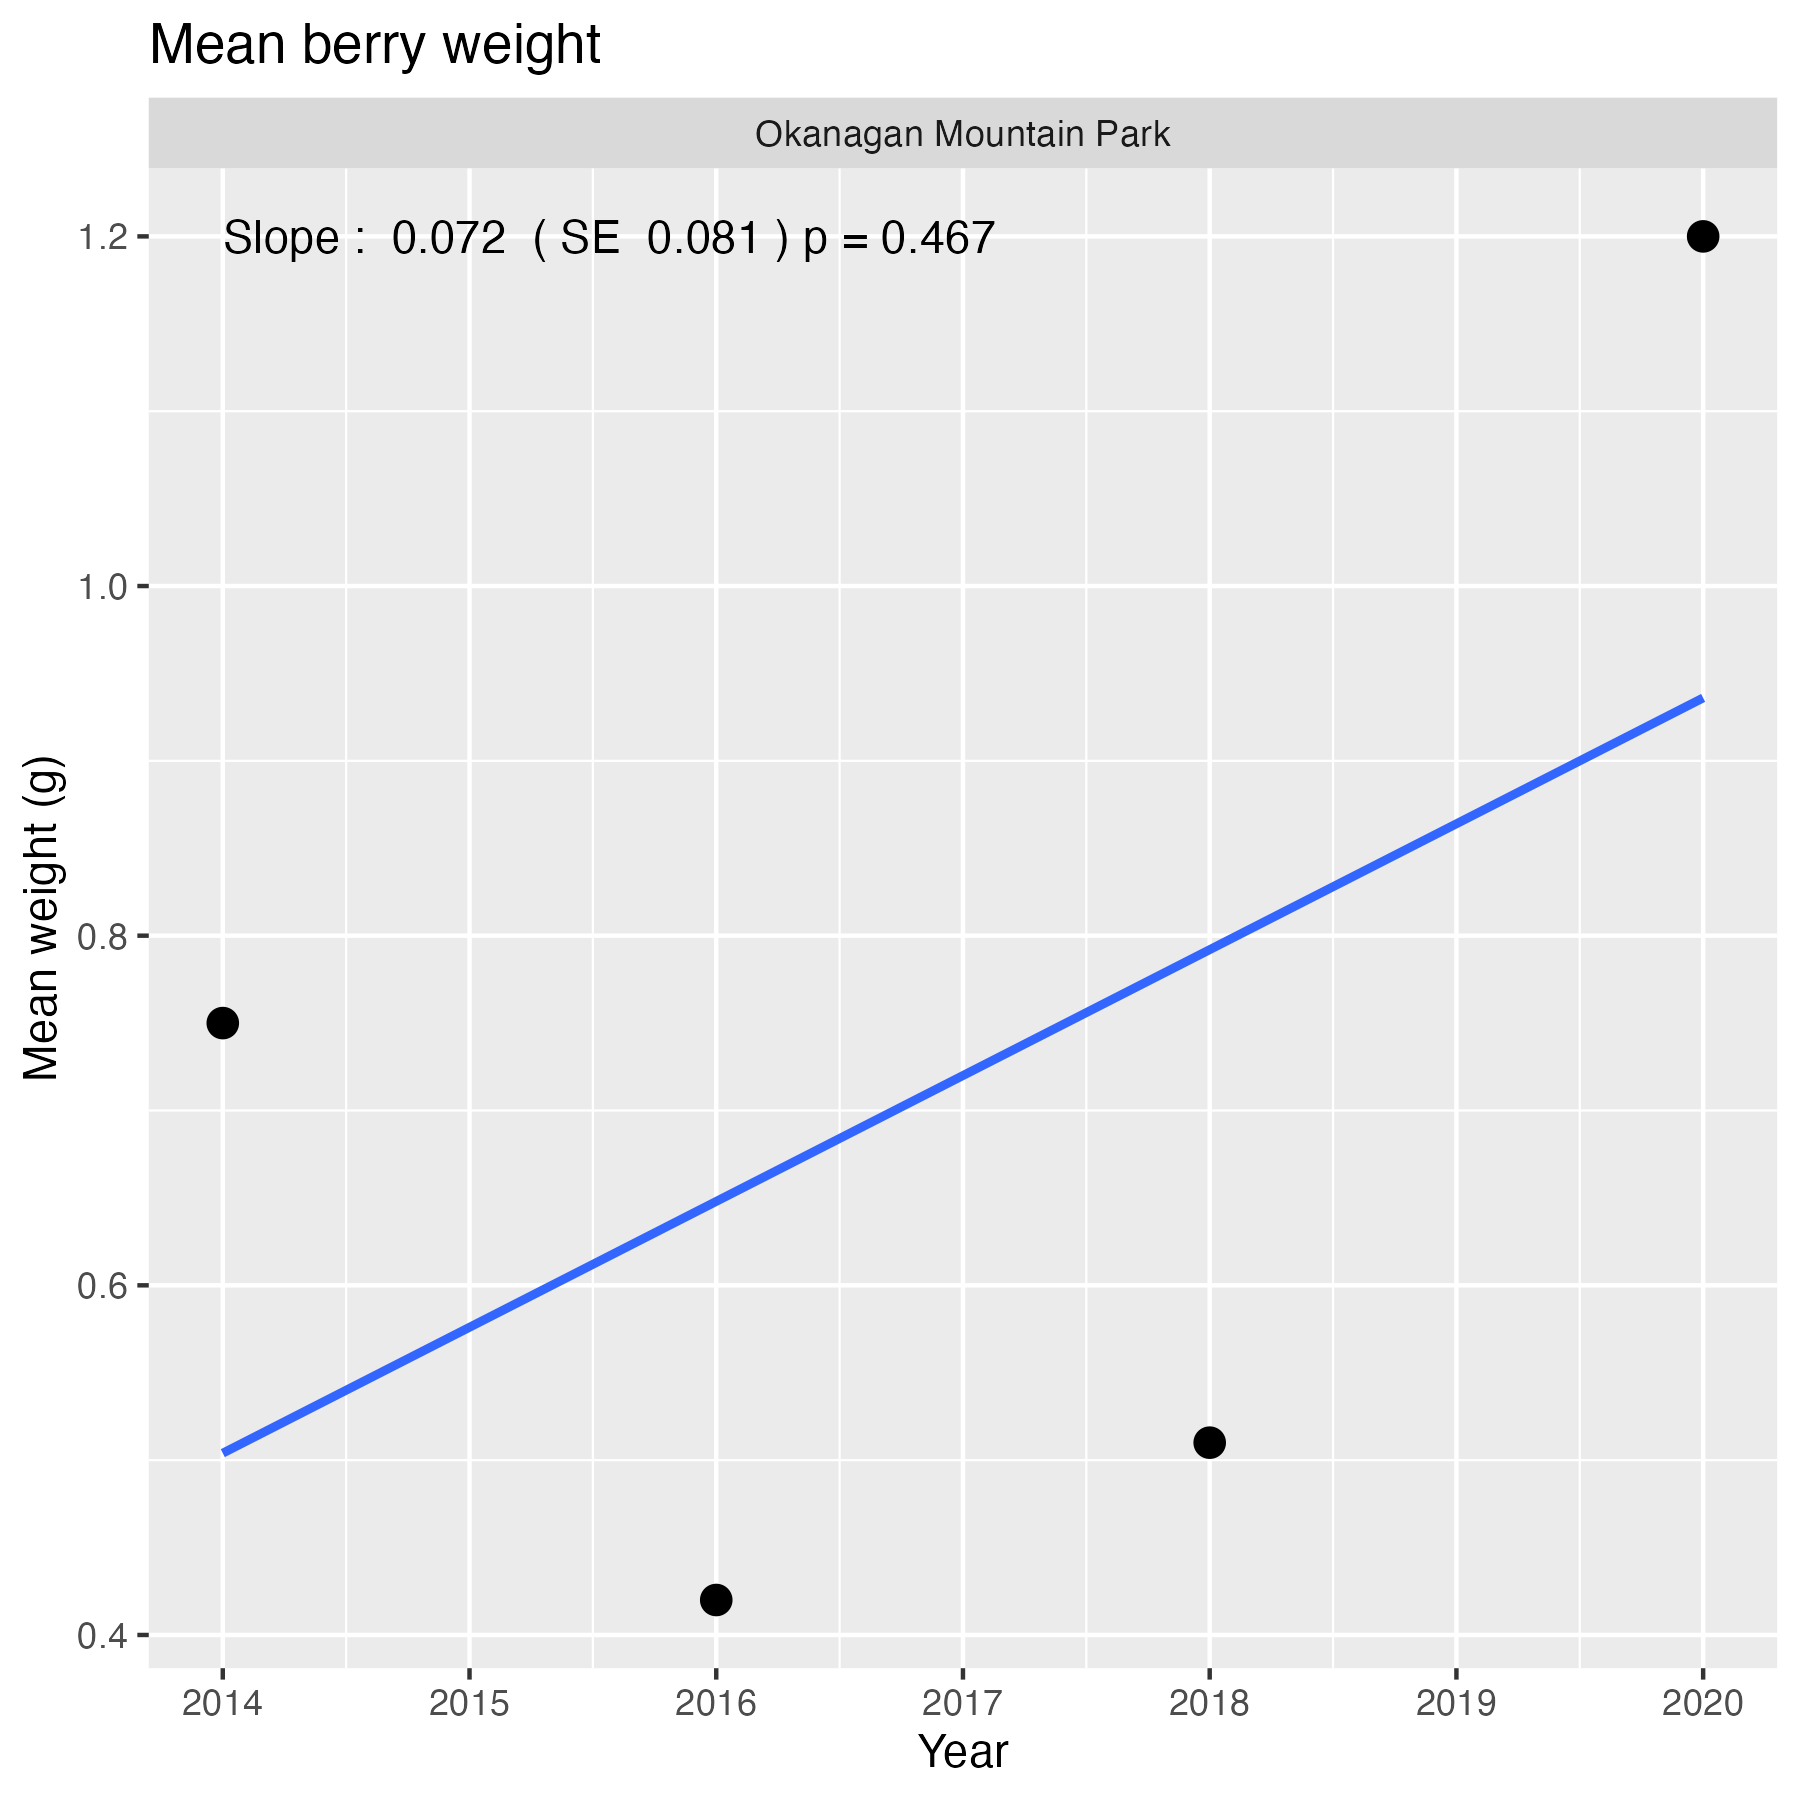 Mean berry weight
Okanagan Mountain Park
Slope :  0.072  ( SE  0.081 ) p = 0.467
1.2
1.0
0.8
0.6
0.4
Mean weight (g)
2014 2015 2016 2017 2018 2019 2020
Year